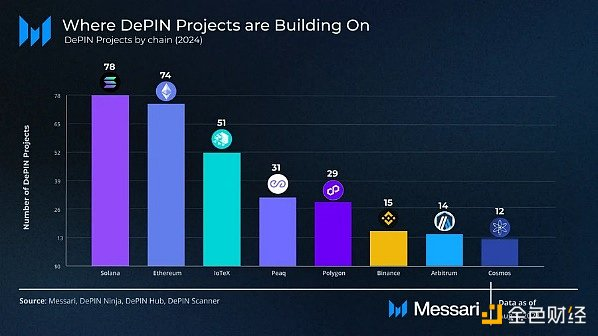 Where DePIN Projects are Building On
DePIN Projects by chain (2024)
Number of DePIN Projects
78
65
52
39
26
13
$0
78
74
51
31
29
15
14
12
Solana
Ethereum
IoTeX
Peaq
Polygon
Binance
Arbitrum
Cosmos
Source: Messari, DePIN Ninja, DePIN Hub, DePIN Scanner
Messari
Data as of
金色财经